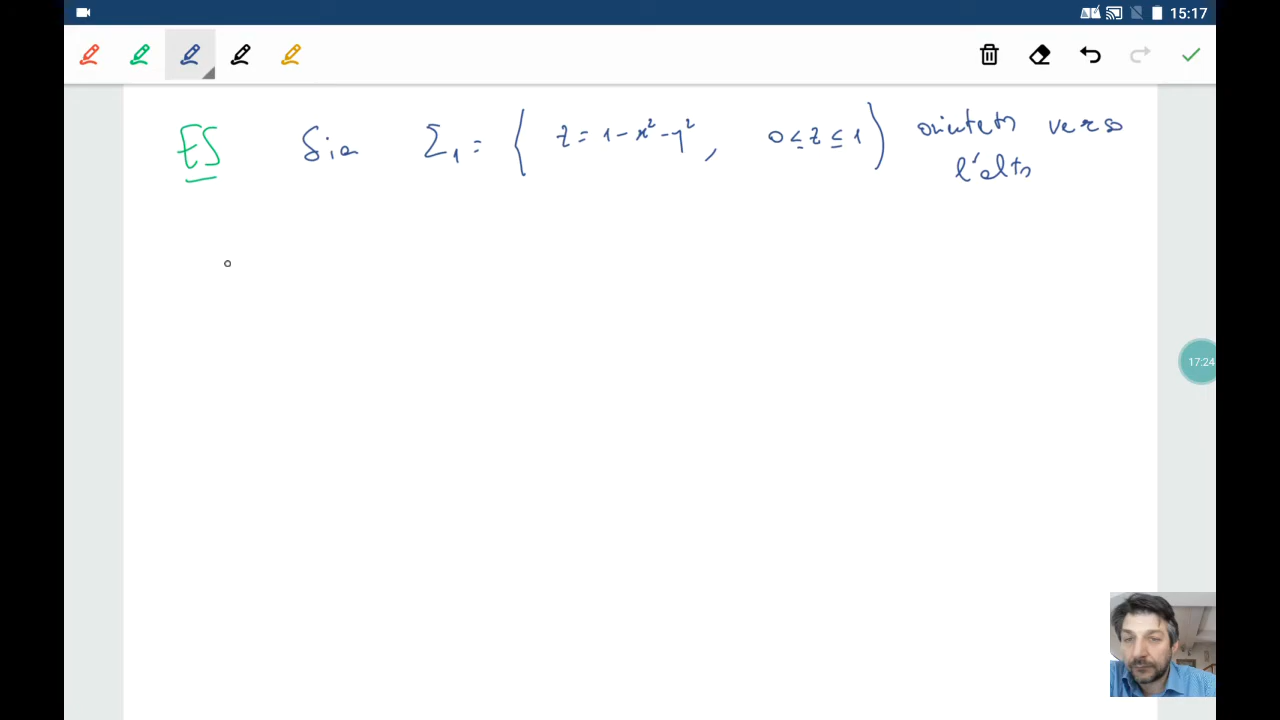 15:17
ES Sia Σ₁ = { z = 1 - x² - y² , 0 ≤ z ≤ 1 } orientata verso
l'alto
17:24